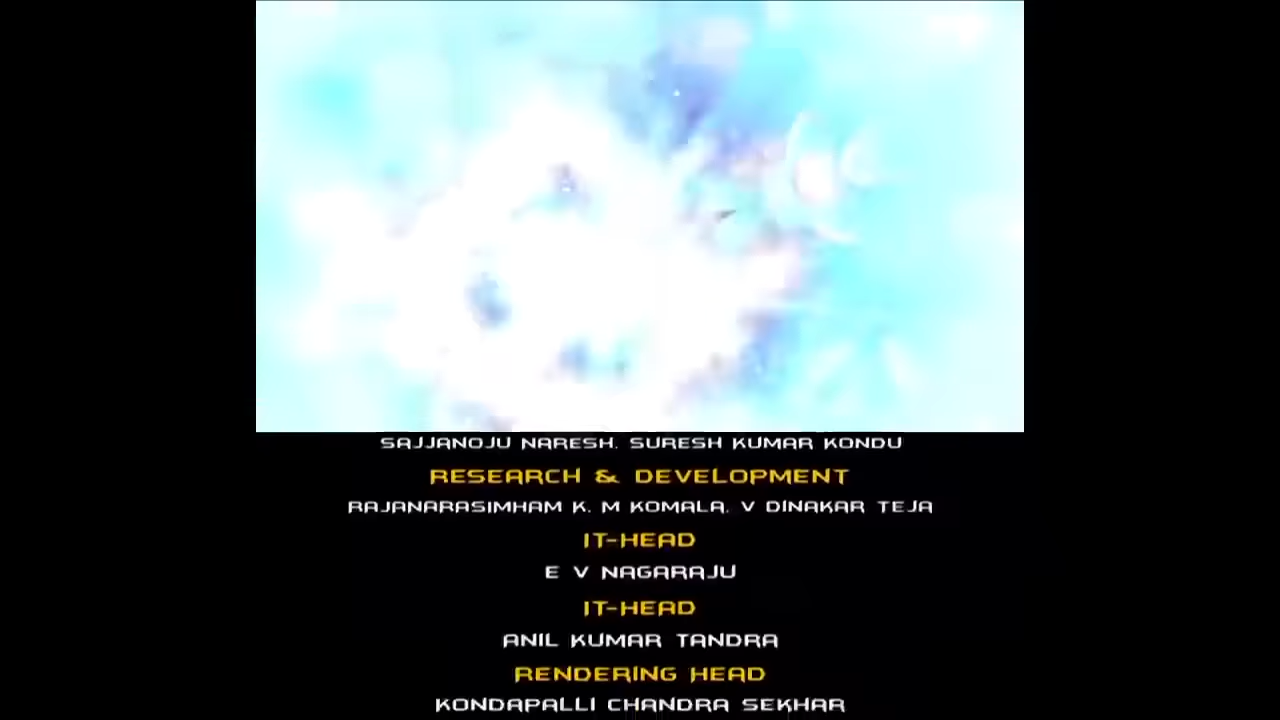 SAJJANOJU NARESH, SURESH KUMAR KONDU
RESEARCH & DEVELOPMENT
RAJANARASIMHAM K, M KOMALA, V DINAKAR TEJA
IT-HEAD
E V NAGARAJU
IT-HEAD
ANIL KUMAR TANDRA
RENDERING HEAD
KONDAPALLI CHANDRA SEKHAR